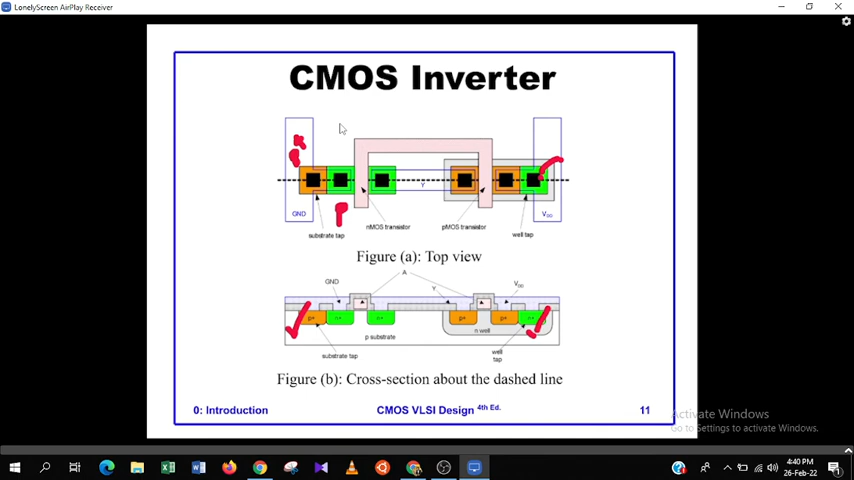 LonelyScreen AirPlay Receiver
CMOS Inverter
Y
GND
VDD
substrate tap
nMOS transistor
pMOS transistor
well tap
Figure (a): Top view
A
GND
Y
VDD
p+
n+
n+
p+
p+
n+
p substrate
n well
substrate tap
well
tap
Figure (b): Cross-section about the dashed line
0: Introduction
CMOS VLSI Design 4th Ed.
11
Activate Windows
Go to Settings to activate Windows.
4:40 PM
26-Feb-22